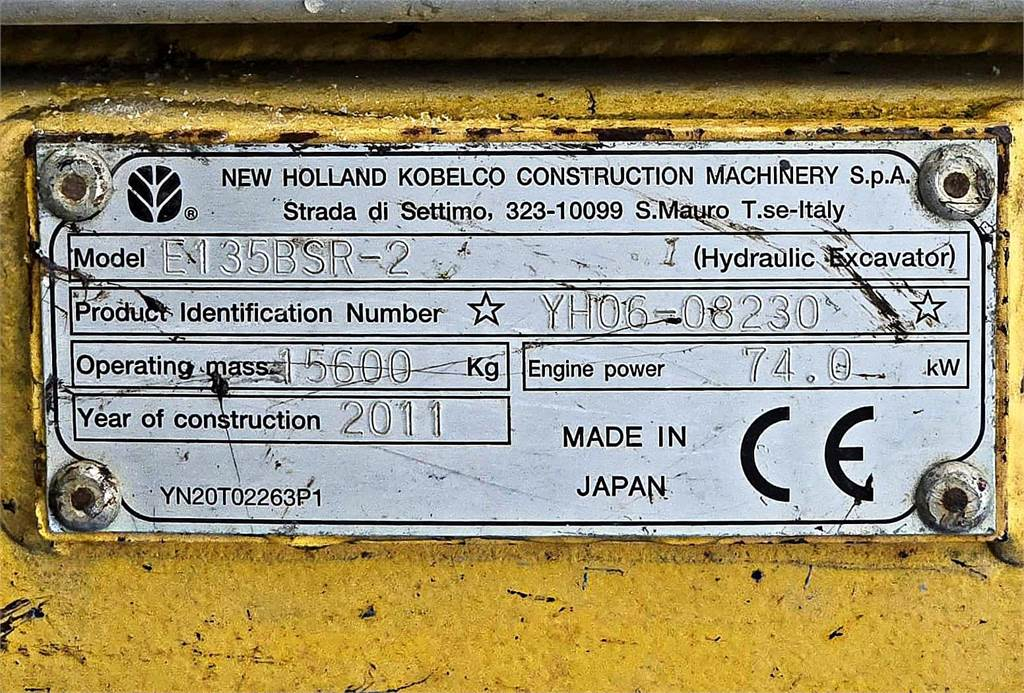 NEW HOLLAND KOBELCO CONSTRUCTION MACHINERY S.p.A.
Strada di Settimo, 323-10099 S.Mauro T.se-Italy
Model E135BSR-2 I (Hydraulic Excavator)
Product Identification Number ☆ YH06-08230 ☆
Operating mass 15600 Kg Engine power 74.0 kW
Year of construction 2011
MADE IN
JAPAN
CE
YN20T02263P1